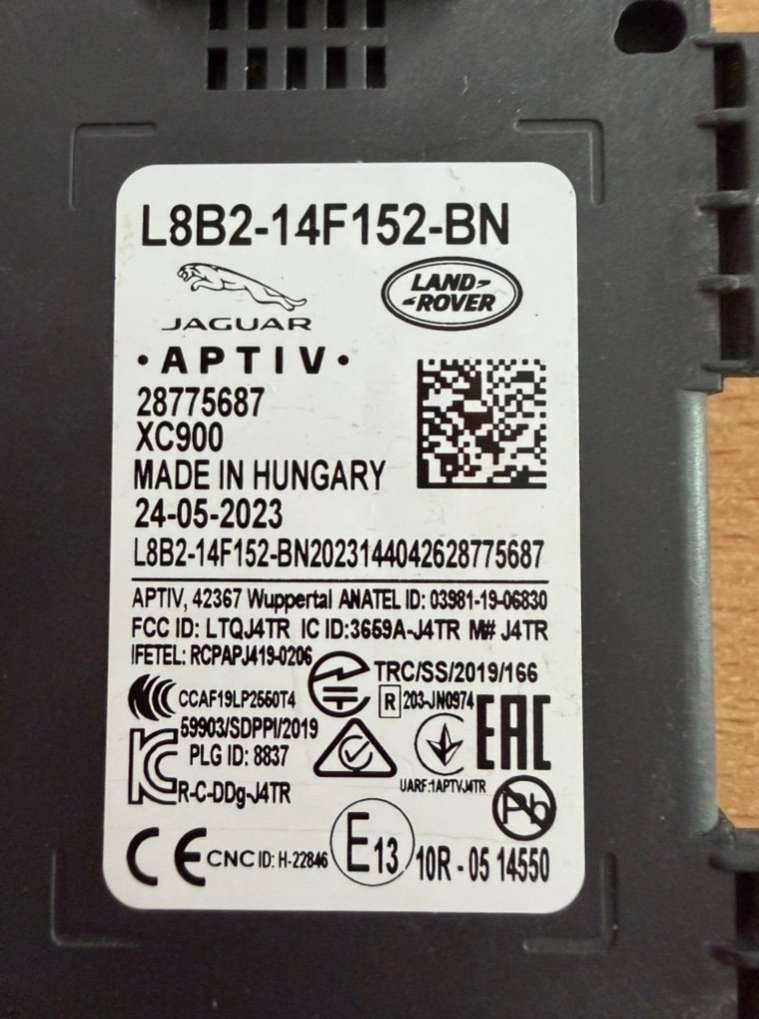 L8B2-14F152-BN
JAGUAR
LAND-
-ROVER
• A P T I V •
28775687
XC900
MADE IN HUNGARY
24-05-2023
L8B2-14F152-BN2023144042628775687
APTIV, 42367 Wuppertal ANATEL ID: 03981-19-06830
FCC ID: LTQJ4TR IC ID:3659A-J4TR M# J4TR
IFETEL: RCPAPJ419-0206
TRC/SS/2019/166
CCAF19LP2550T4
R 203-JN0974
59903/SDPPI/2019
EAC
PLG ID: 8837
UARF:1APTVJ4TR
R-C-DDg-J4TR
Pb
CE CNC ID: H-22846
E13
10R - 05 14550